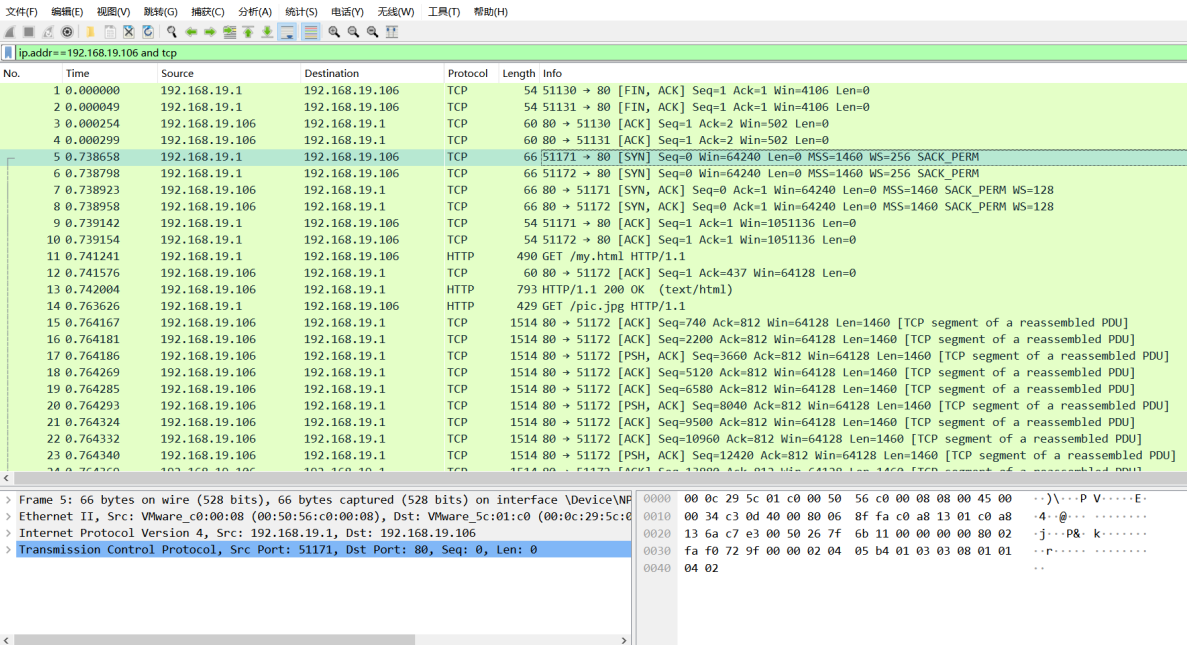 文件(F) 编辑(E) 视图(V) 跳转(G) 捕获(C) 分析(A) 统计(S) 电话(Y) 无线(W) 工具(T) 帮助(H)
ip.addr==192.168.19.106 and tcp
No. Time Source Destination Protocol Length Info
1 0.000000 192.168.19.1 192.168.19.106 TCP 54 51130 → 80 [FIN, ACK] Seq=1 Ack=1 Win=4106 Len=0
2 0.000049 192.168.19.1 192.168.19.106 TCP 54 51131 → 80 [FIN, ACK] Seq=1 Ack=1 Win=4106 Len=0
3 0.000254 192.168.19.106 192.168.19.1 TCP 60 80 → 51130 [ACK] Seq=1 Ack=2 Win=502 Len=0
4 0.000299 192.168.19.106 192.168.19.1 TCP 60 80 → 51131 [ACK] Seq=1 Ack=2 Win=502 Len=0
5 0.738658 192.168.19.1 192.168.19.106 TCP 66 51171 → 80 [SYN] Seq=0 Win=64240 Len=0 MSS=1460 WS=256 SACK_PERM
6 0.738798 192.168.19.1 192.168.19.106 TCP 66 51172 → 80 [SYN] Seq=0 Win=64240 Len=0 MSS=1460 WS=256 SACK_PERM
7 0.738923 192.168.19.106 192.168.19.1 TCP 66 80 → 51171 [SYN, ACK] Seq=0 Ack=1 Win=64240 Len=0 MSS=1460 SACK_PERM WS=128
8 0.738958 192.168.19.106 192.168.19.1 TCP 66 80 → 51172 [SYN, ACK] Seq=0 Ack=1 Win=64240 Len=0 MSS=1460 SACK_PERM WS=128
9 0.739142 192.168.19.1 192.168.19.106 TCP 54 51171 → 80 [ACK] Seq=1 Ack=1 Win=1051136 Len=0
10 0.739154 192.168.19.1 192.168.19.106 TCP 54 51172 → 80 [ACK] Seq=1 Ack=1 Win=1051136 Len=0
11 0.741241 192.168.19.1 192.168.19.106 HTTP 490 GET /my.html HTTP/1.1
12 0.741576 192.168.19.106 192.168.19.1 TCP 60 80 → 51172 [ACK] Seq=1 Ack=437 Win=64128 Len=0
13 0.742004 192.168.19.106 192.168.19.1 HTTP 793 HTTP/1.1 200 OK (text/html)
14 0.763626 192.168.19.1 192.168.19.106 HTTP 429 GET /pic.jpg HTTP/1.1
15 0.764167 192.168.19.106 192.168.19.1 TCP 1514 80 → 51172 [ACK] Seq=740 Ack=812 Win=64128 Len=1460 [TCP segment of a reassembled PDU]
16 0.764181 192.168.19.106 192.168.19.1 TCP 1514 80 → 51172 [ACK] Seq=2200 Ack=812 Win=64128 Len=1460 [TCP segment of a reassembled PDU]
17 0.764186 192.168.19.106 192.168.19.1 TCP 1514 80 → 51172 [PSH, ACK] Seq=3660 Ack=812 Win=64128 Len=1460 [TCP segment of a reassembled PDU]
18 0.764269 192.168.19.106 192.168.19.1 TCP 1514 80 → 51172 [ACK] Seq=5120 Ack=812 Win=64128 Len=1460 [TCP segment of a reassembled PDU]
19 0.764285 192.168.19.106 192.168.19.1 TCP 1514 80 → 51172 [ACK] Seq=6580 Ack=812 Win=64128 Len=1460 [TCP segment of a reassembled PDU]
20 0.764293 192.168.19.106 192.168.19.1 TCP 1514 80 → 51172 [PSH, ACK] Seq=8040 Ack=812 Win=64128 Len=1460 [TCP segment of a reassembled PDU]
21 0.764324 192.168.19.106 192.168.19.1 TCP 1514 80 → 51172 [ACK] Seq=9500 Ack=812 Win=64128 Len=1460 [TCP segment of a reassembled PDU]
22 0.764332 192.168.19.106 192.168.19.1 TCP 1514 80 → 51172 [ACK] Seq=10960 Ack=812 Win=64128 Len=1460 [TCP segment of a reassembled PDU]
23 0.764340 192.168.19.106 192.168.19.1 TCP 1514 80 → 51172 [PSH, ACK] Seq=12420 Ack=812 Win=64128 Len=1460 [TCP segment of a reassembled PDU]
Frame 5: 66 bytes on wire (528 bits), 66 bytes captured (528 bits) on interface \Device\NP
Ethernet II, Src: VMware_c0:00:08 (00:50:56:c0:00:08), Dst: VMware_5c:01:c0 (00:0c:29:5c:0
Internet Protocol Version 4, Src: 192.168.19.1, Dst: 192.168.19.106
Transmission Control Protocol, Src Port: 51171, Dst Port: 80, Seq: 0, Len: 0
0000 00 0c 29 5c 01 c0 00 50 56 c0 00 08 08 00 45 00 ··)\···P V·····E·
0010 00 34 c3 0d 40 00 80 06 8f fa c0 a8 13 01 c0 a8 ·4··@··· ········
0020 13 6a c7 e3 00 50 26 7f 6b 11 00 00 00 00 80 02 ·j···P&· k·······
0030 fa f0 72 9f 00 00 02 04 05 b4 01 03 03 08 01 01 ··r····· ········
0040 04 02 ··